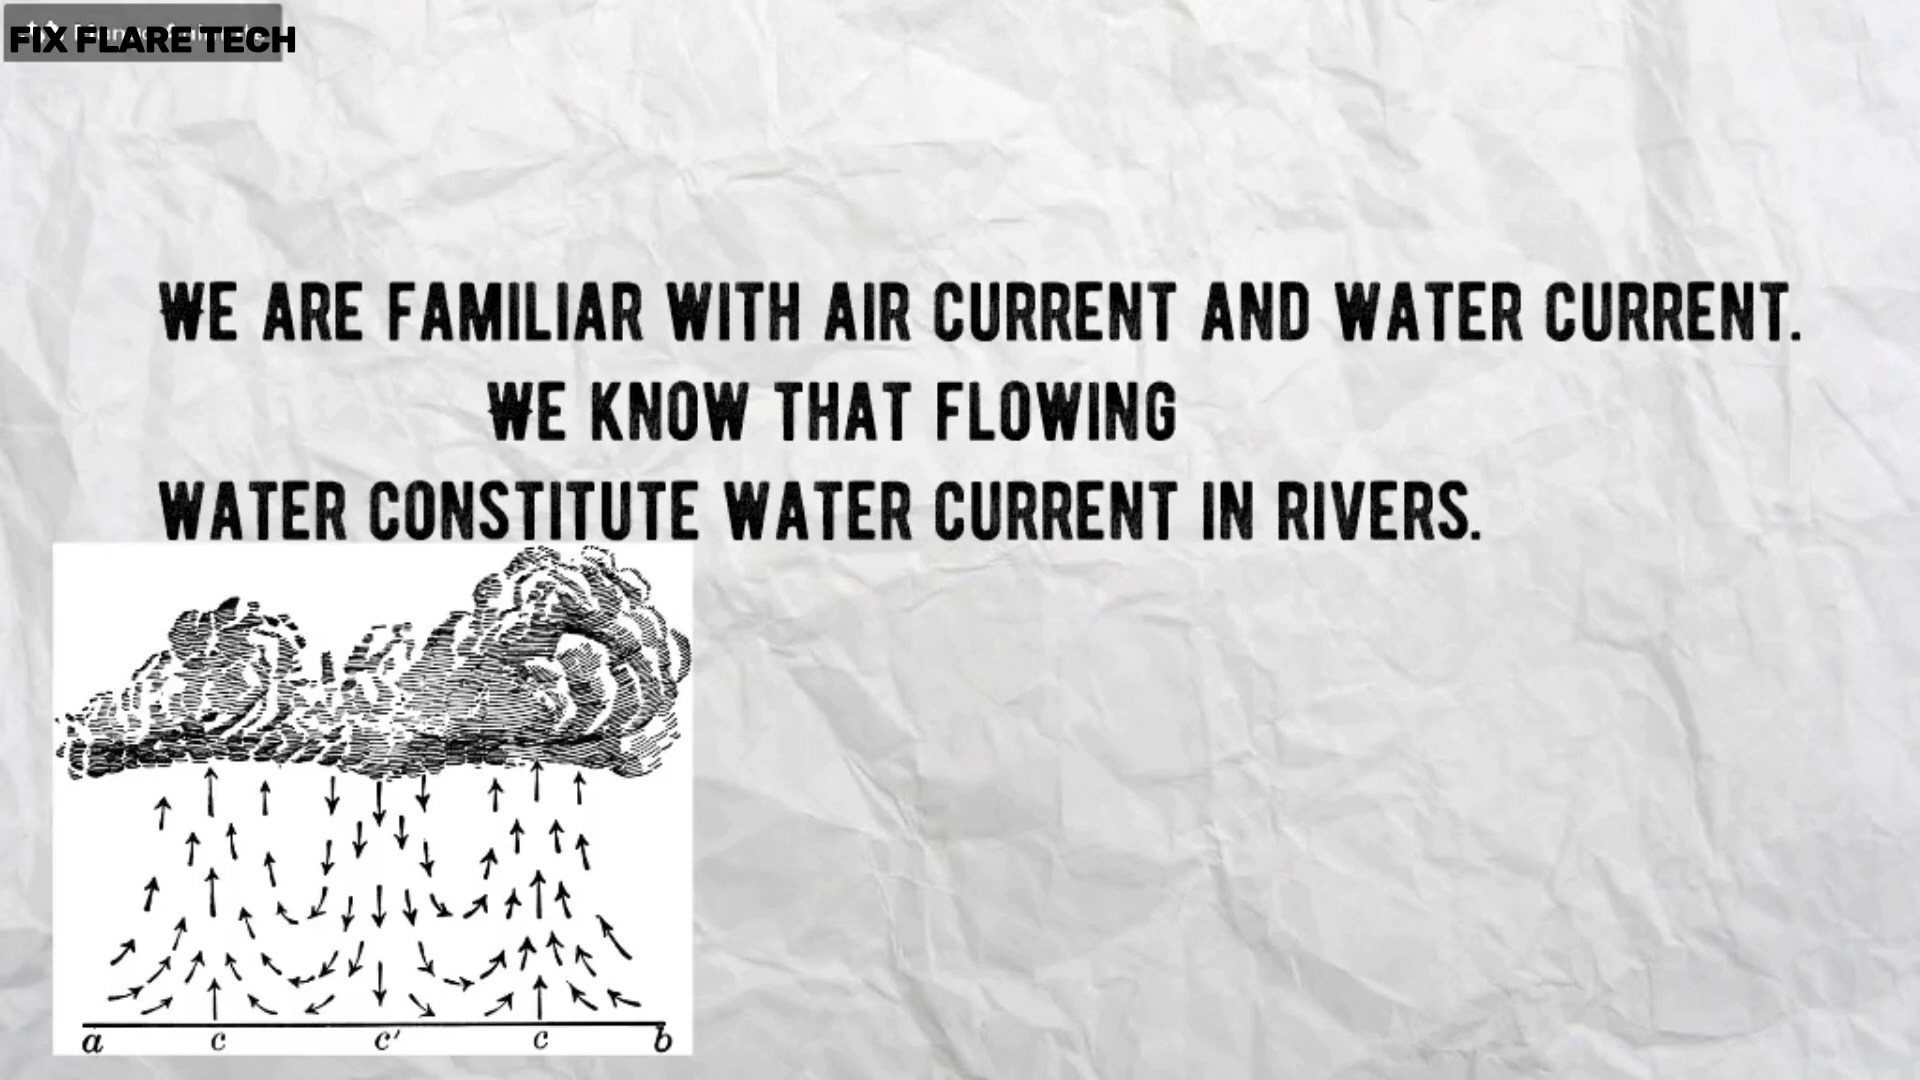 FIX FLARE TECH
WE ARE FAMILIAR WITH AIR CURRENT AND WATER CURRENT.
WE KNOW THAT FLOWING
WATER CONSTITUTE WATER CURRENT IN RIVERS.
a c c' c b